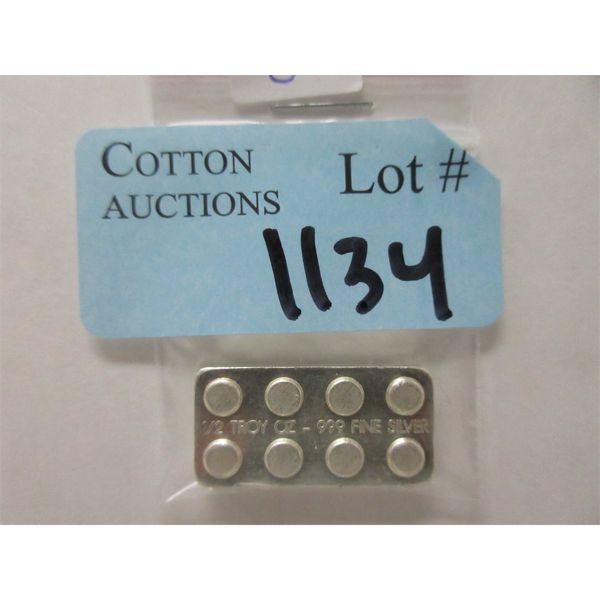 COTTON
AUCTIONS
Lot #
1134
1/2 TROY OZ - 999 FINE SILVER